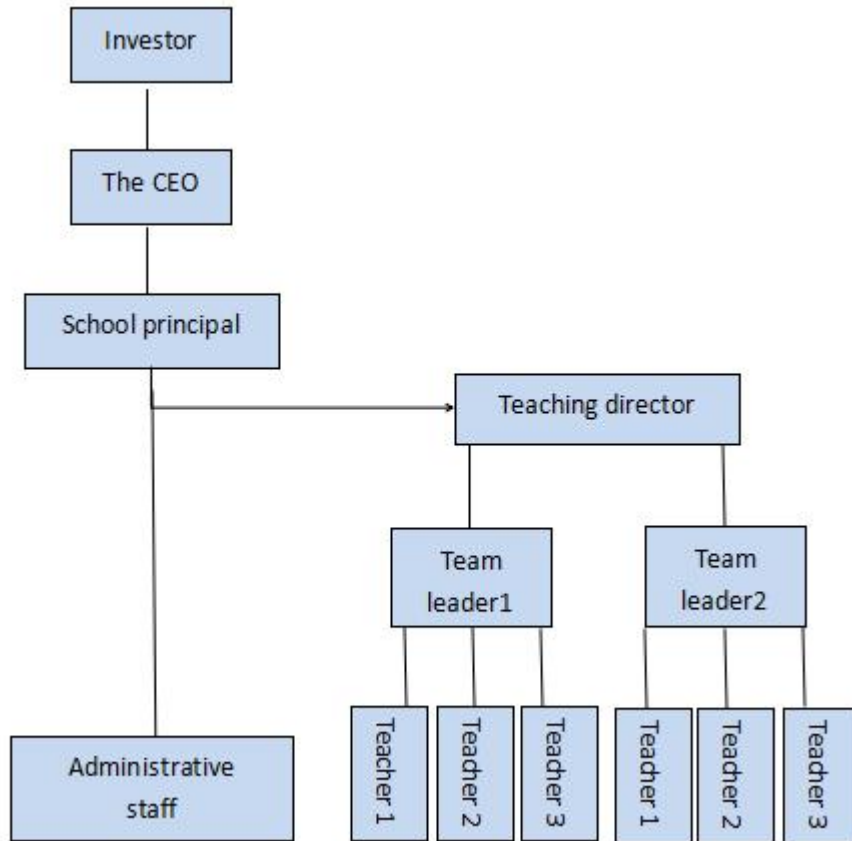 Investor
The CEO
School principal
Teaching director
Team
leader1
Team
leader2
Teacher 1
Teacher 2
Teacher 3
Teacher 1
Teacher 2
Teacher 3
Administrative
staff